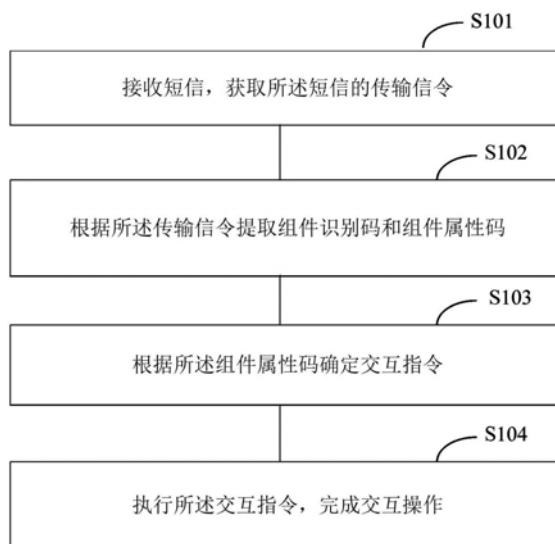 S101
接收短信，获取所述短信的传输信令
S102
根据所述传输信令提取组件识别码和组件属性码
S103
根据所述组件属性码确定交互指令
S104
执行所述交互指令，完成交互操作